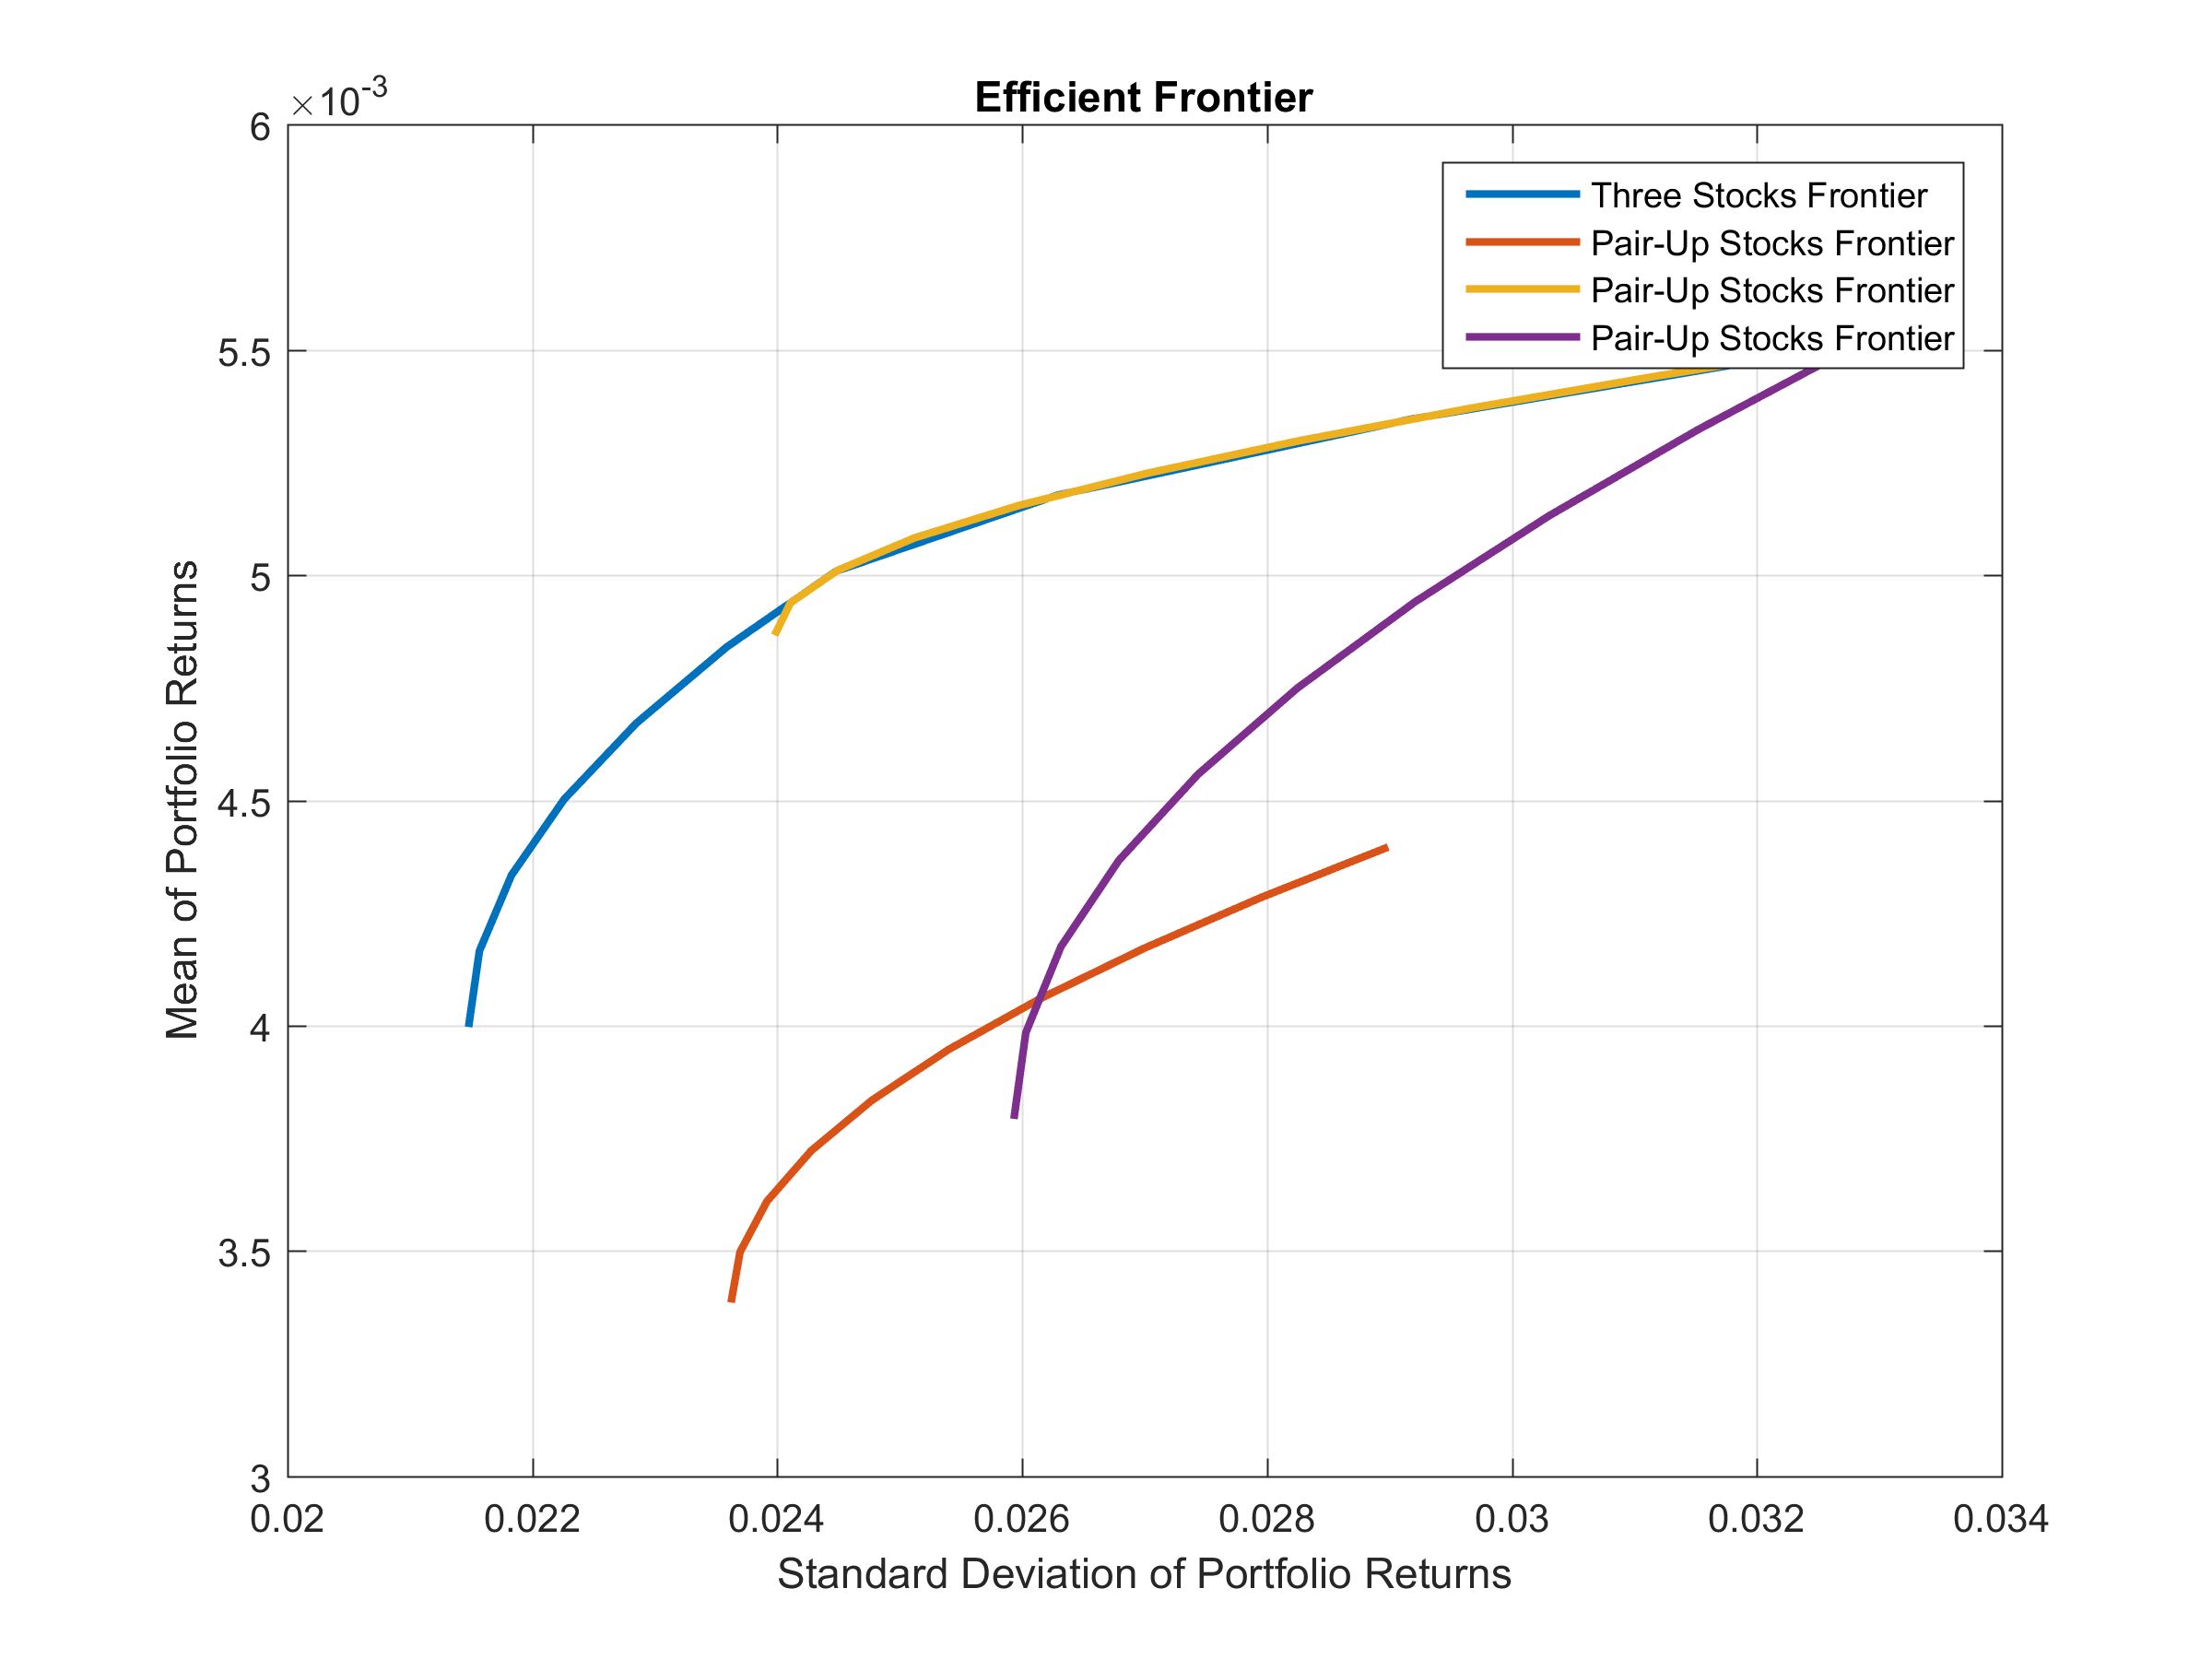 Efficient Frontier
×10-3
6
5.5
5
4.5
4
3.5
3
Mean of Portfolio Returns
Three Stocks Frontier
Pair-Up Stocks Frontier
Pair-Up Stocks Frontier
Pair-Up Stocks Frontier
0.02 0.022 0.024 0.026 0.028 0.03 0.032 0.034
Standard Deviation of Portfolio Returns